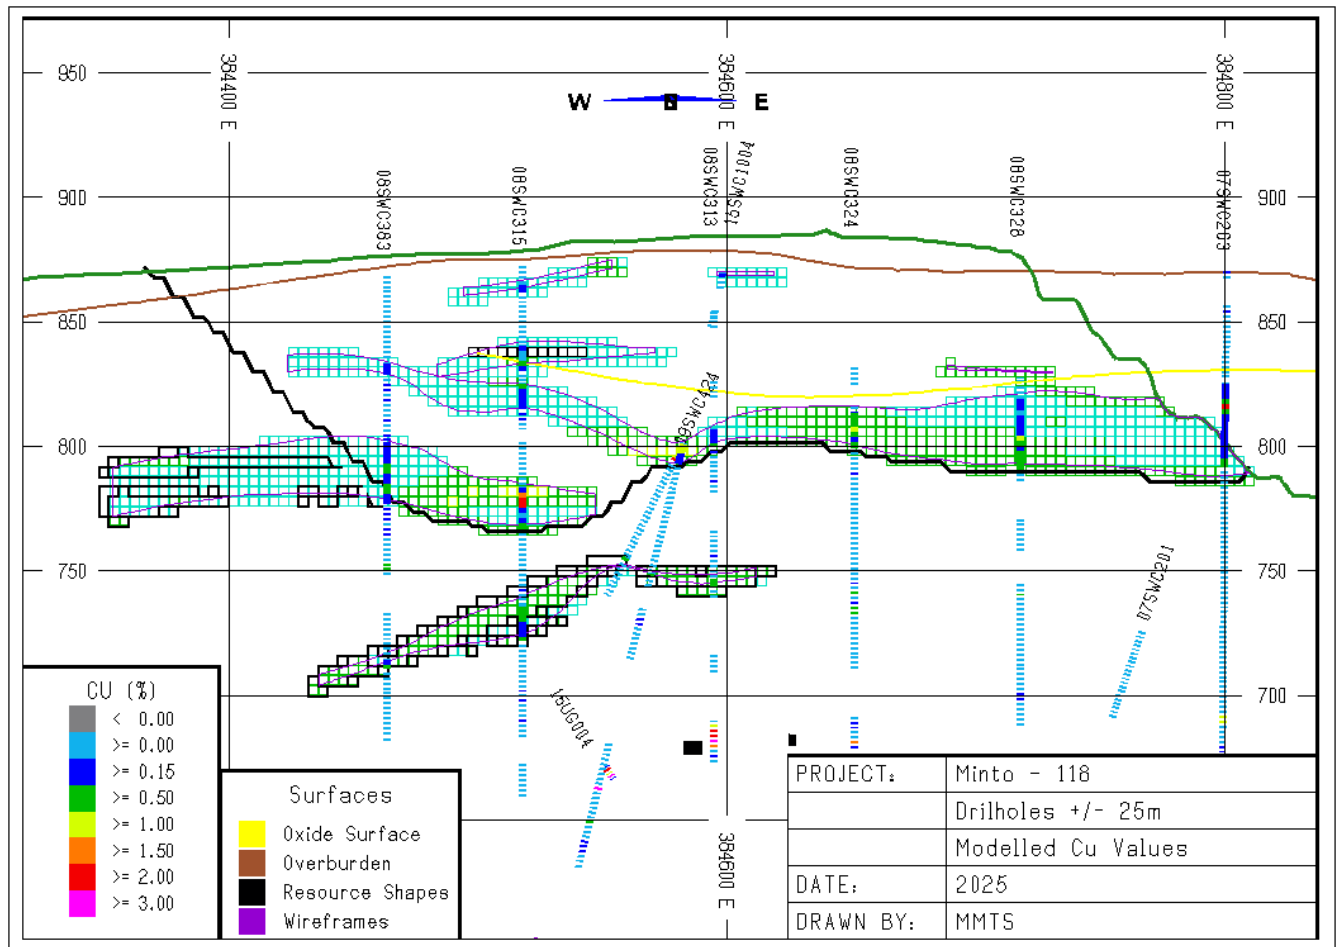 384400 E
384600 E
384800 E
950
950
W N E
900
900
08SWC383
08SWC315
08SWC313
15SWC1004
08SWC324
08SWC328
07SWC203
850
850
800
800
09SWC424
750
750
07SWC201
700
700
15UG004
384600 E
CU (%)
< 0.00
>= 0.00
>= 0.15
>= 0.50
>= 1.00
>= 1.50
>= 2.00
>= 3.00
Surfaces
Oxide Surface
Overburden
Resource Shapes
Wireframes
PROJECT: Minto - 118
Drilholes +/- 25m
Modelled Cu Values
DATE: 2025
DRAWN BY: MMTS